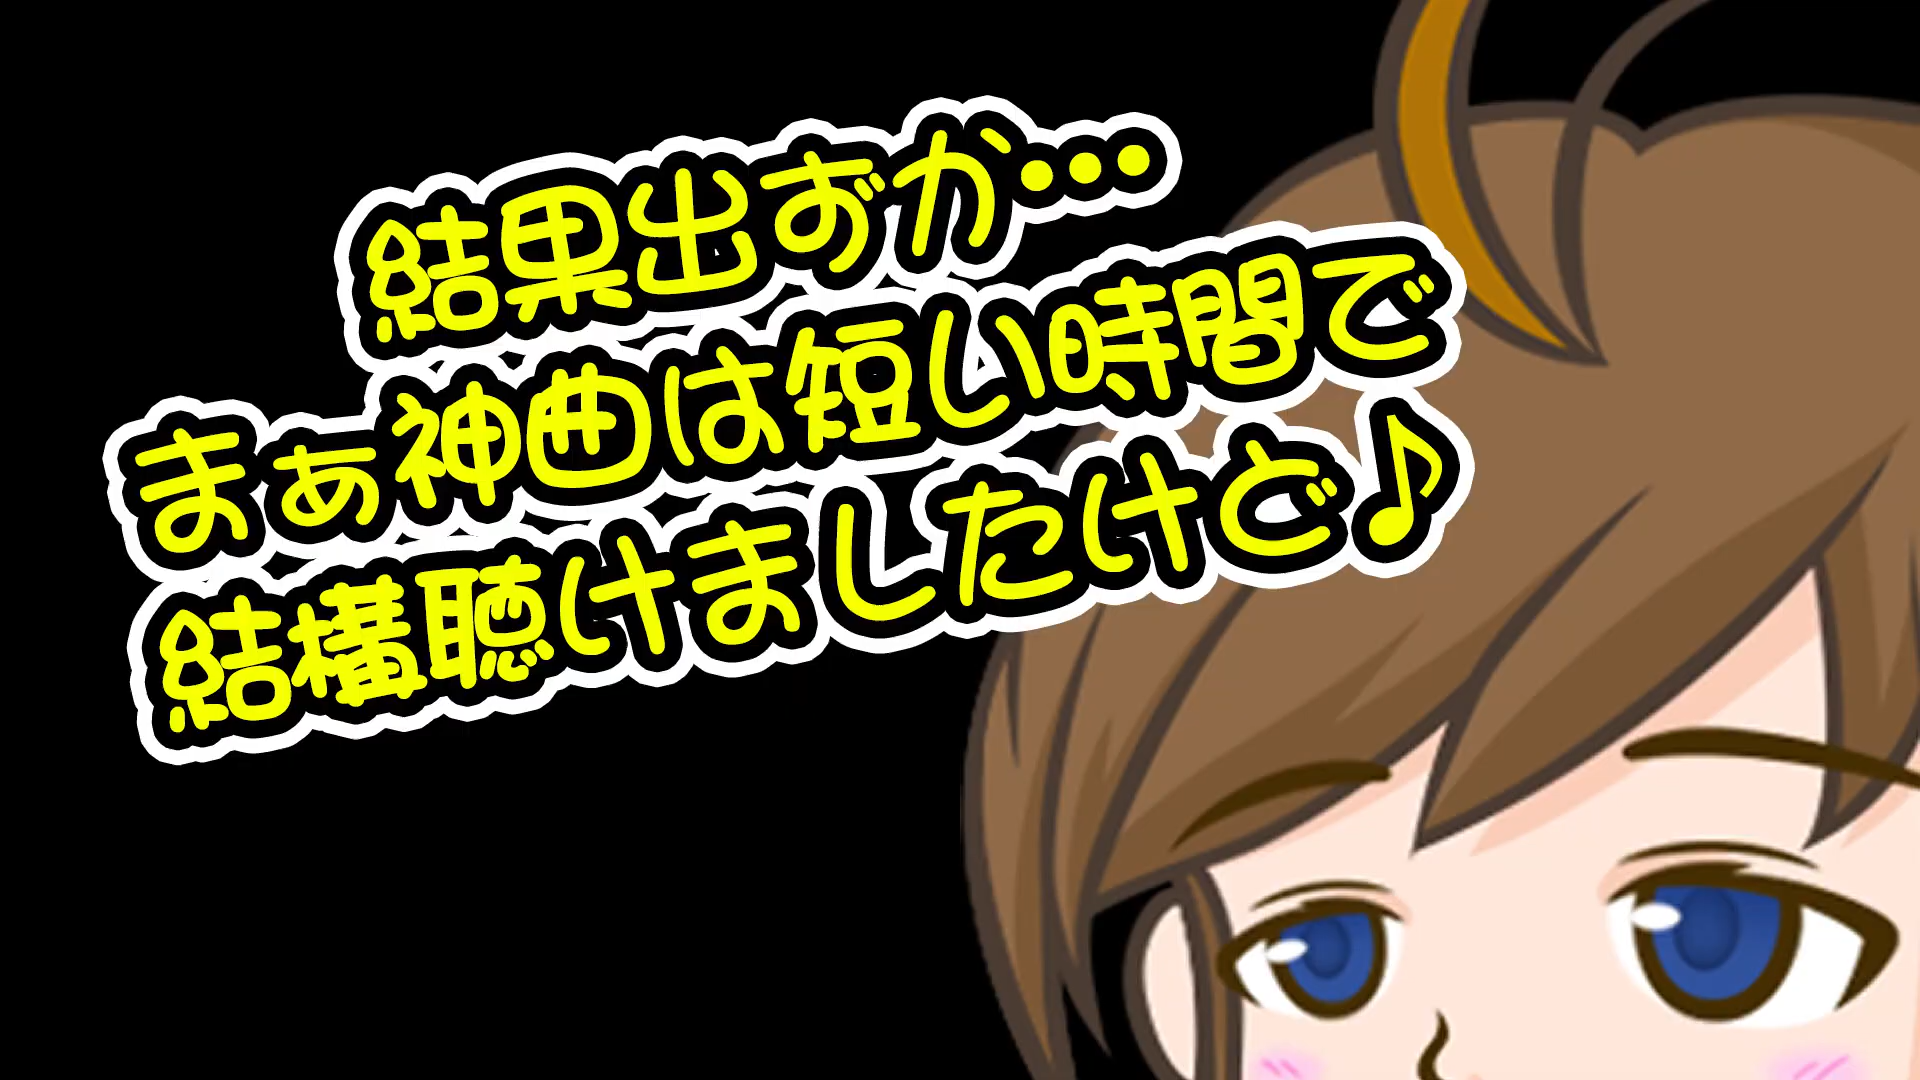 結果出ずか…
まぁ神曲は短い時間で
結構聴けましたけど♪